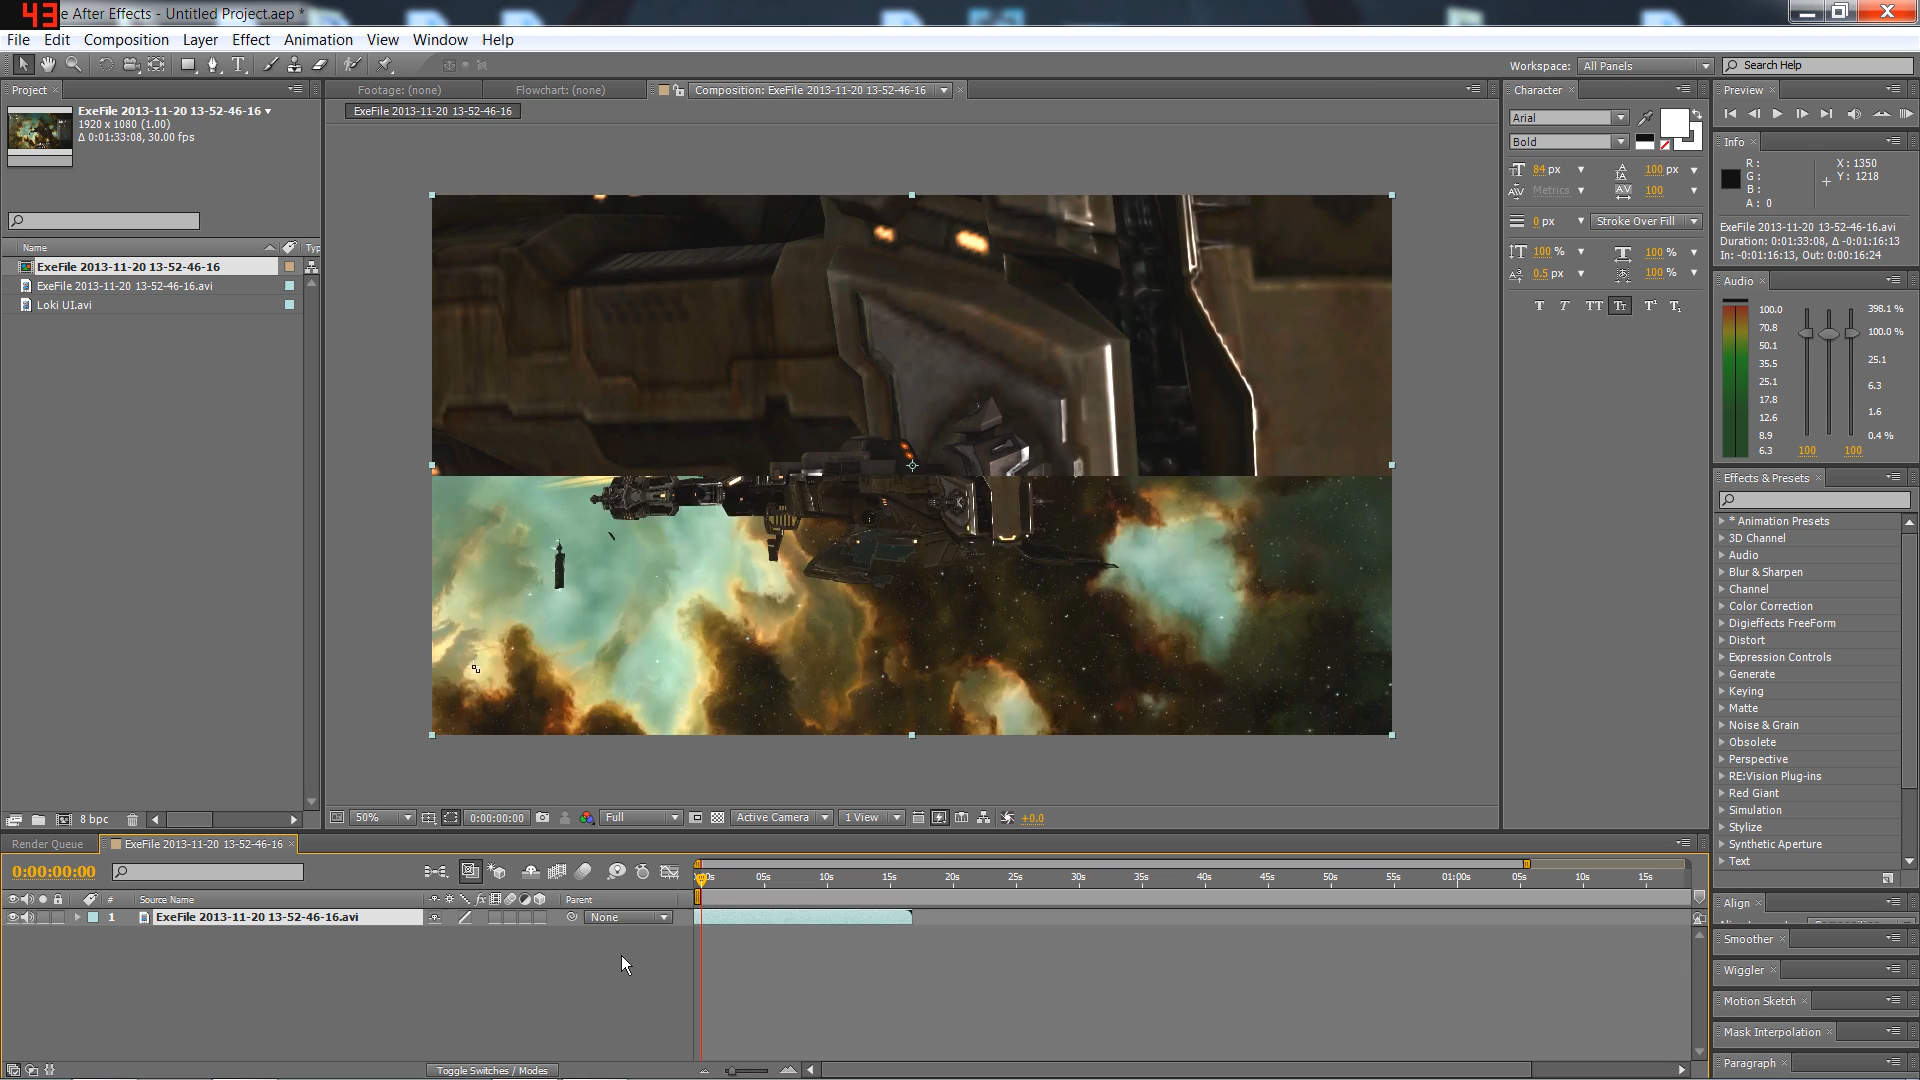 43
e After Effects - Untitled Project.aep *
File Edit Composition Layer Effect Animation View Window Help
Workspace: All Panels Search Help
Project
ExeFile 2013-11-20 13-52-46-16
1920 x 1080 (1.00)
Δ 0:01:33:08, 30.00 fps
Name
ExeFile 2013-11-20 13-52-46-16
ExeFile 2013-11-20 13-52-46-16.avi
Loki UI.avi
8 bpc
Footage: (none) Flowchart: (none) Composition: ExeFile 2013-11-20 13-52-46-16
ExeFile 2013-11-20 13-52-46-16
50% 0:00:00:00 Full Active Camera 1 View +0.0
Character
Arial
Bold
84 px 100 px
Metrics 100
0 px Stroke Over Fill
100 % 100 %
0.5 px 100 %
T T TT Tt T¹ T₁
Preview
Info
R :
G :
B :
A : 0
X : 1350
Y : 1218
ExeFile 2013-11-20 13-52-46-16.avi
Duration: 0:01:33:08, Δ -0:01:16:13
In: -0:01:16:13, Out: 0:00:16:24
Audio
100.0
70.8
50.1
35.5
25.1
17.8
12.6
8.9
6.3
398.1 %
100.0 %
25.1
6.3
1.6
0.4 %
100 100
Effects & Presets
* Animation Presets
3D Channel
Audio
Blur & Sharpen
Channel
Color Correction
Digieffects FreeForm
Distort
Expression Controls
Generate
Keying
Matte
Noise & Grain
Obsolete
Perspective
RE:Vision Plug-ins
Red Giant
Simulation
Stylize
Synthetic Aperture
Text
Align
Smoother
Wiggler
Motion Sketch
Mask Interpolation
Paragraph
Render Queue ExeFile 2013-11-20 13-52-46-16
0:00:00:00
05s 10s 15s 20s 25s 30s 35s 40s 45s 50s 55s 01:00s 05s 10s 15s
# Source Name Parent
1 ExeFile 2013-11-20 13-52-46-16.avi None
Toggle Switches / Modes